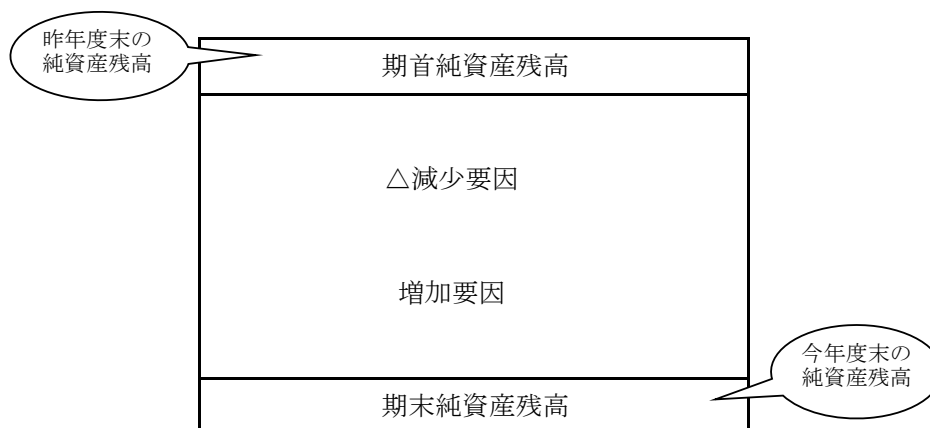 昨年度末の
純資産残高
期首純資産残高
△減少要因
増加要因
今年度末の
純資産残高
期末純資産残高